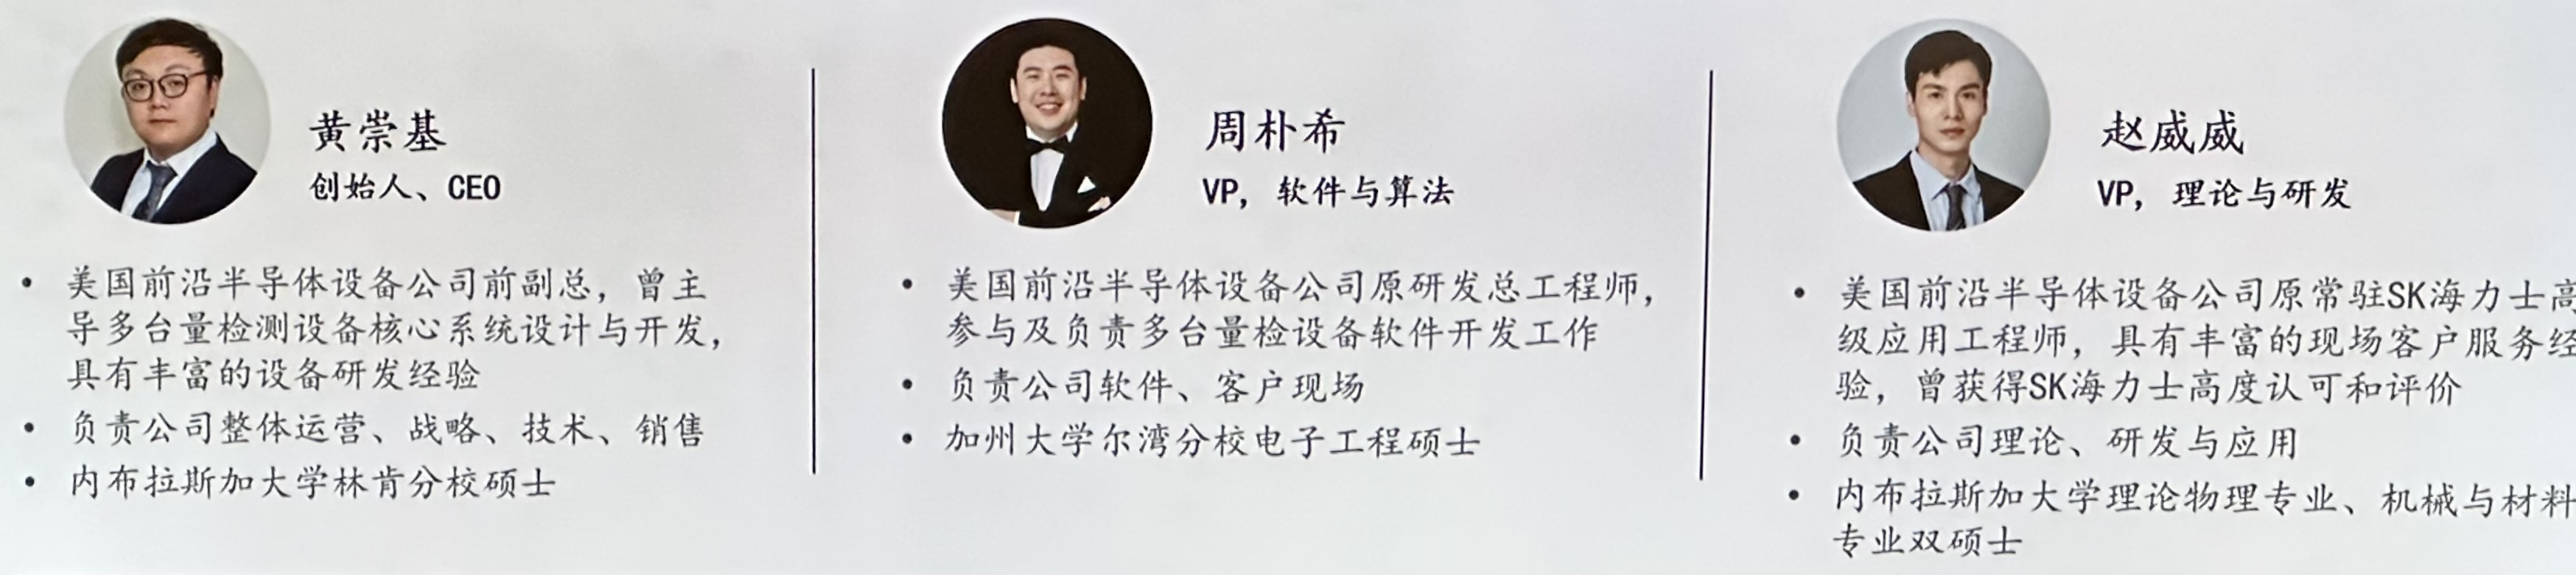 黄崇基
创始人、CEO
• 美国前沿半导体设备公司前副总，曾主
导多台量检测设备核心系统设计与开发，
具有丰富的设备研发经验
• 负责公司整体运营、战略、技术、销售
• 内布拉斯加大学林肯分校硕士
周朴希
VP，软件与算法
• 美国前沿半导体设备公司原研发总工程师，
参与及负责多台量检设备软件开发工作
• 负责公司软件、客户现场
• 加州大学尔湾分校电子工程硕士
赵威威
VP，理论与研发
• 美国前沿半导体设备公司原常驻SK海力士高
级应用工程师，具有丰富的现场客户服务经
验，曾获得SK海力士高度认可和评价
• 负责公司理论、研发与应用
• 内布拉斯加大学理论物理专业、机械与材料
专业双硕士